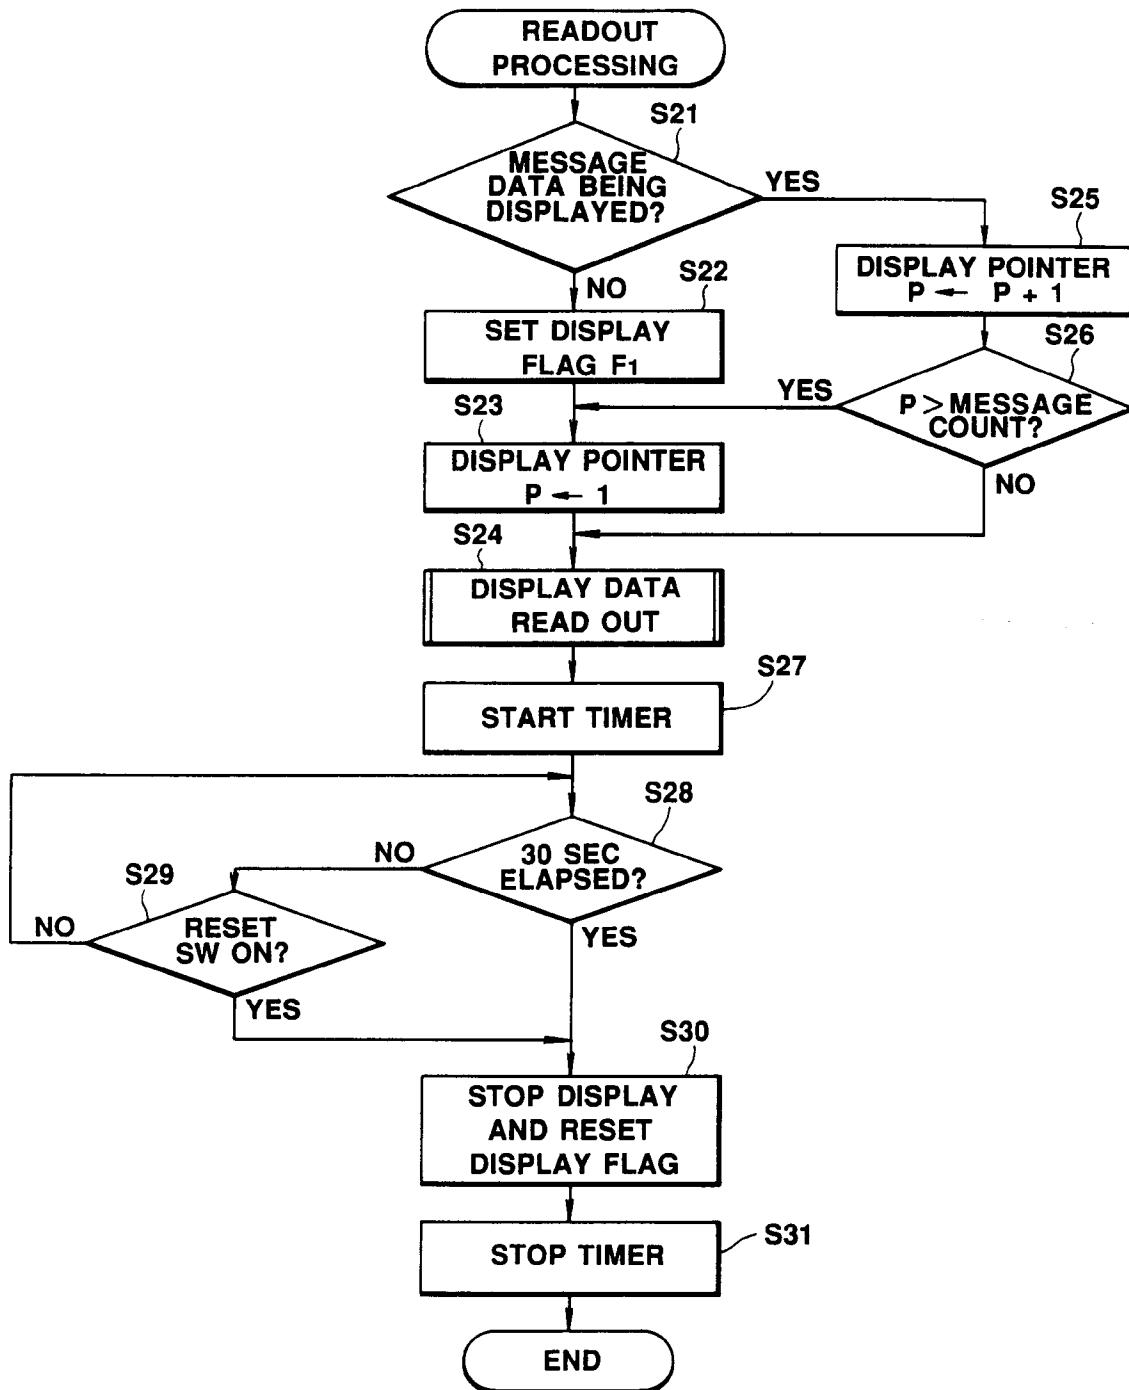 READOUT
PROCESSING
S21
MESSAGE
DATA BEING
DISPLAYED?
YES
S25
DISPLAY POINTER
P ← P + 1
NO
S22
SET DISPLAY
FLAG F1
S26
P > MESSAGE
COUNT?
YES
NO
S23
DISPLAY POINTER
P ← 1
S24
DISPLAY DATA
READ OUT
S27
START TIMER
S28
30 SEC
ELAPSED?
NO
YES
S29
RESET
SW ON?
NO
YES
S30
STOP DISPLAY
AND RESET
DISPLAY FLAG
S31
STOP TIMER
END